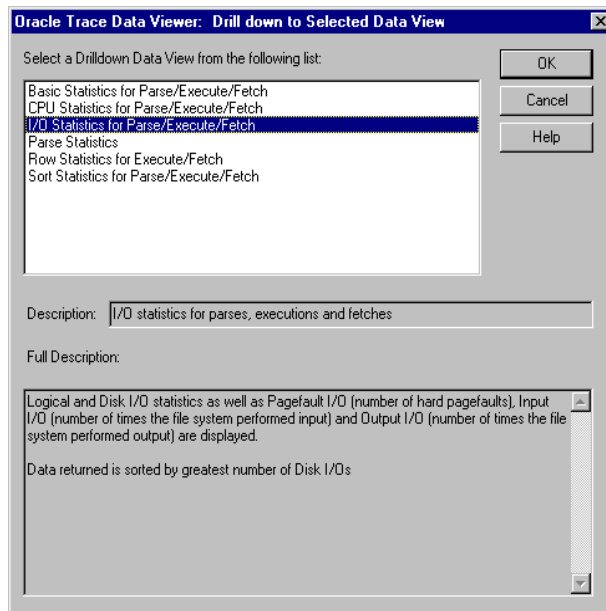 Oracle Trace Data Viewer: Drill down to Selected Data View
Select a Drilldown Data View from the following list:
OK
Cancel
Help
Basic Statistics for Parse/Execute/Fetch
CPU Statistics for Parse/Execute/Fetch
I/O Statistics for Parse/Execute/Fetch
Parse Statistics
Row Statistics for Execute/Fetch
Sort Statistics for Parse/Execute/Fetch
Description: I/O statistics for parses, executions and fetches
Full Description:
Logical and Disk I/O statistics as well as Pagefault I/O (number of hard pagefaults), Input
I/O (number of times the file system performed input) and Output I/O (number of times the file
system performed output) are displayed.
Data returned is sorted by greatest number of Disk I/Os